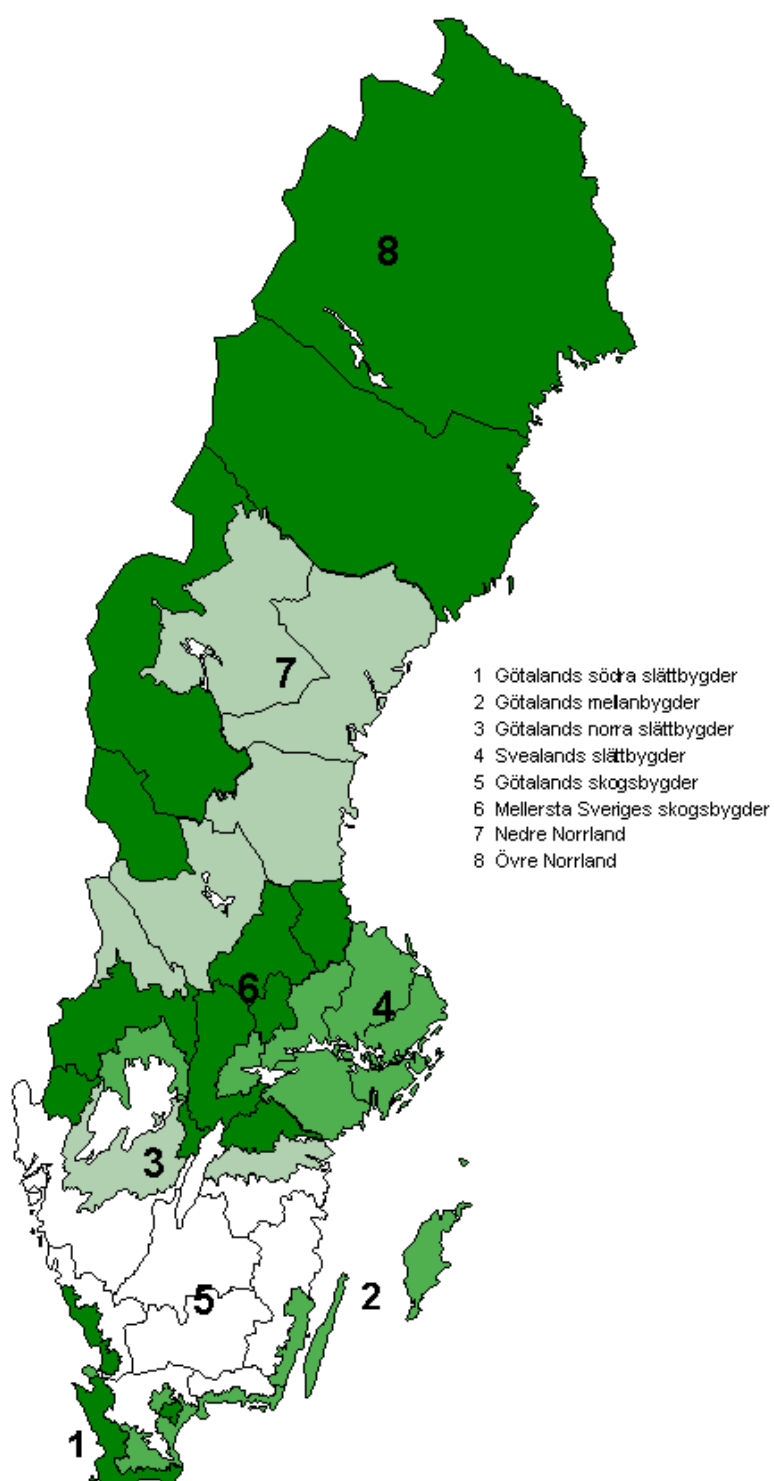 8
7
1 Götalands södra slättbygder
2 Götalands mellanbygder
3 Götalands norra slättbygder
4 Svealands slättbygder
5 Götalands skogsbygder
6 Mellersta Sveriges skogsbygder
7 Nedre Norrland
8 Övre Norrland
6
4
3
2
5
1